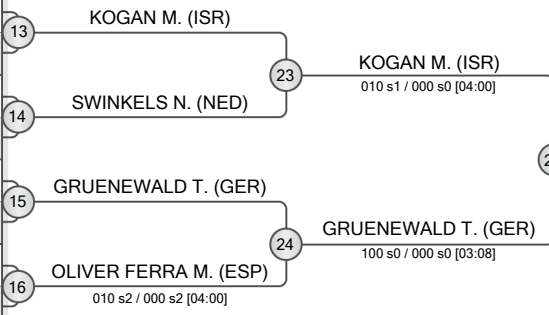 KOGAN M. (ISR)
13
23
KOGAN M. (ISR)
010 s1 / 000 s0 [04:00]
SWINKELS N. (NED)
14
GRUENEWALD T. (GER)
15
24
GRUENEWALD T. (GER)
100 s0 / 000 s0 [03:08]
OLIVER FERRA M. (ESP)
16
010 s2 / 000 s2 [04:00]